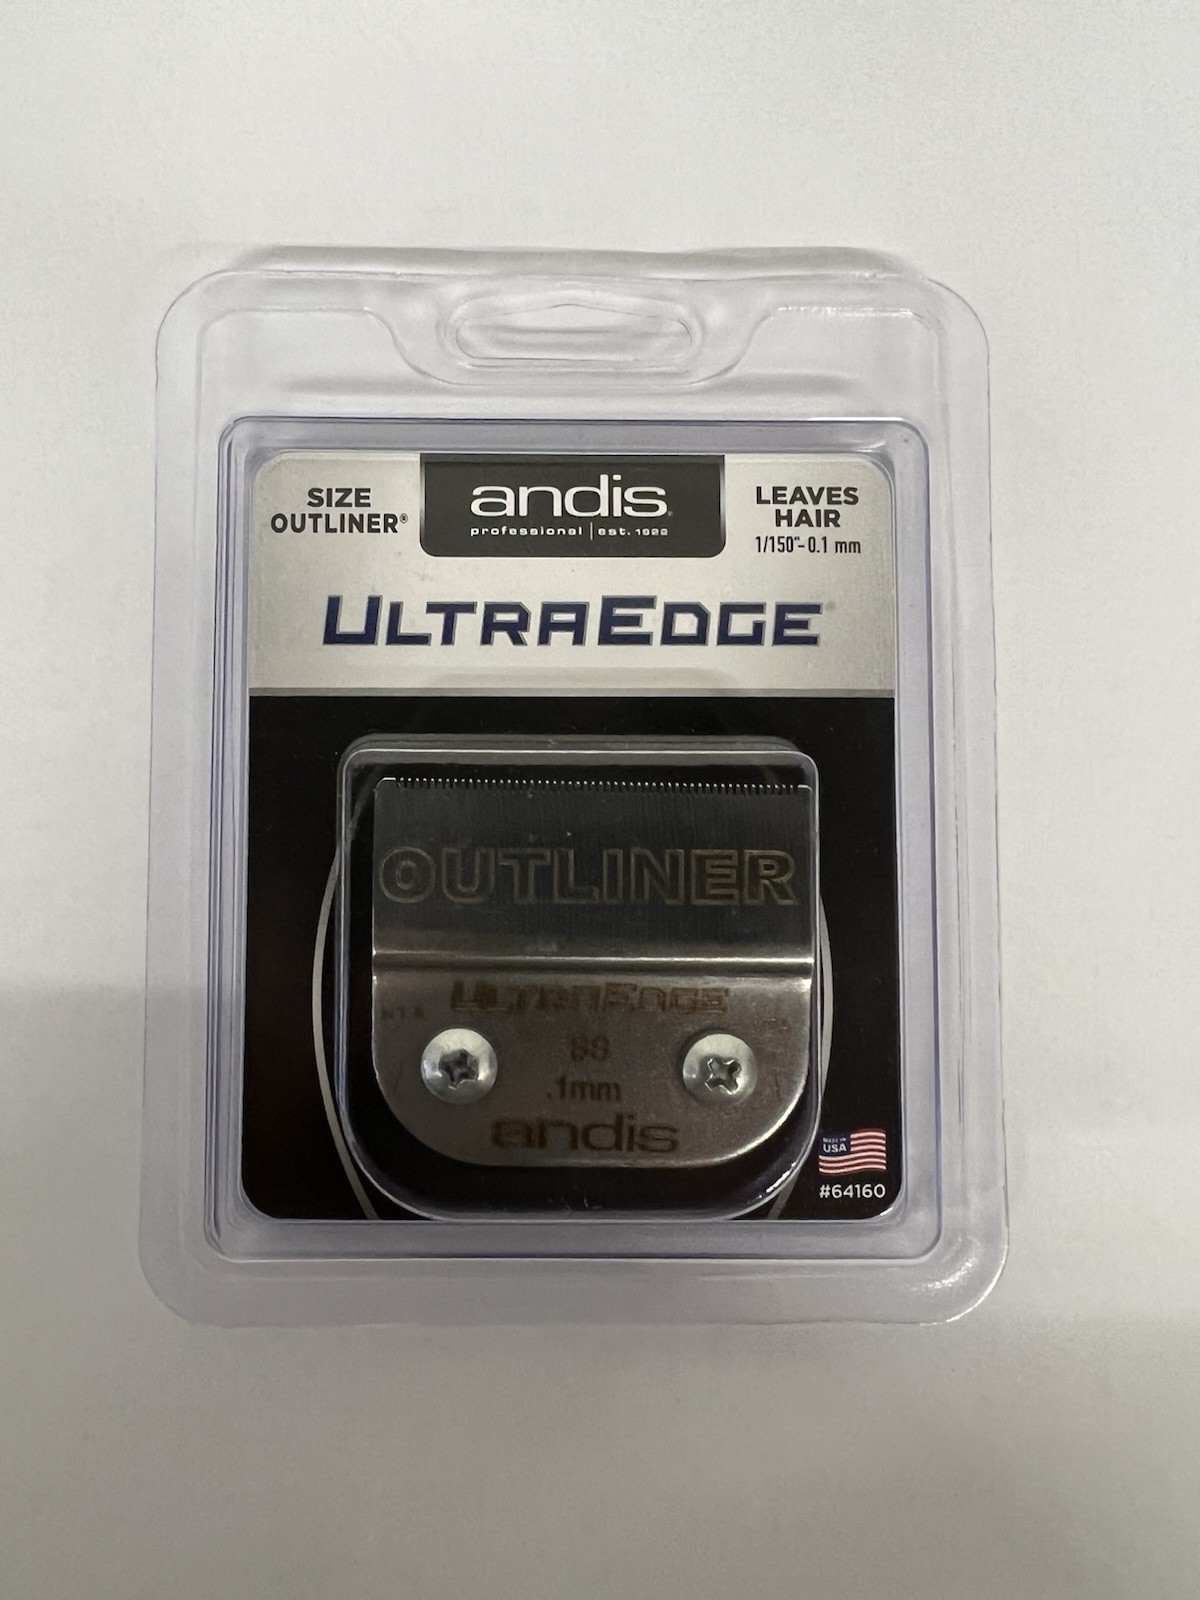 SIZE
OUTLINER®
andis
professional | est. 1922
LEAVES
HAIR
1/150"- 0.1 mm
ULTRAEDGE
OUTLINER
ULTRAEDGE
SS
.1mm
andis
MADE IN
USA
#64160